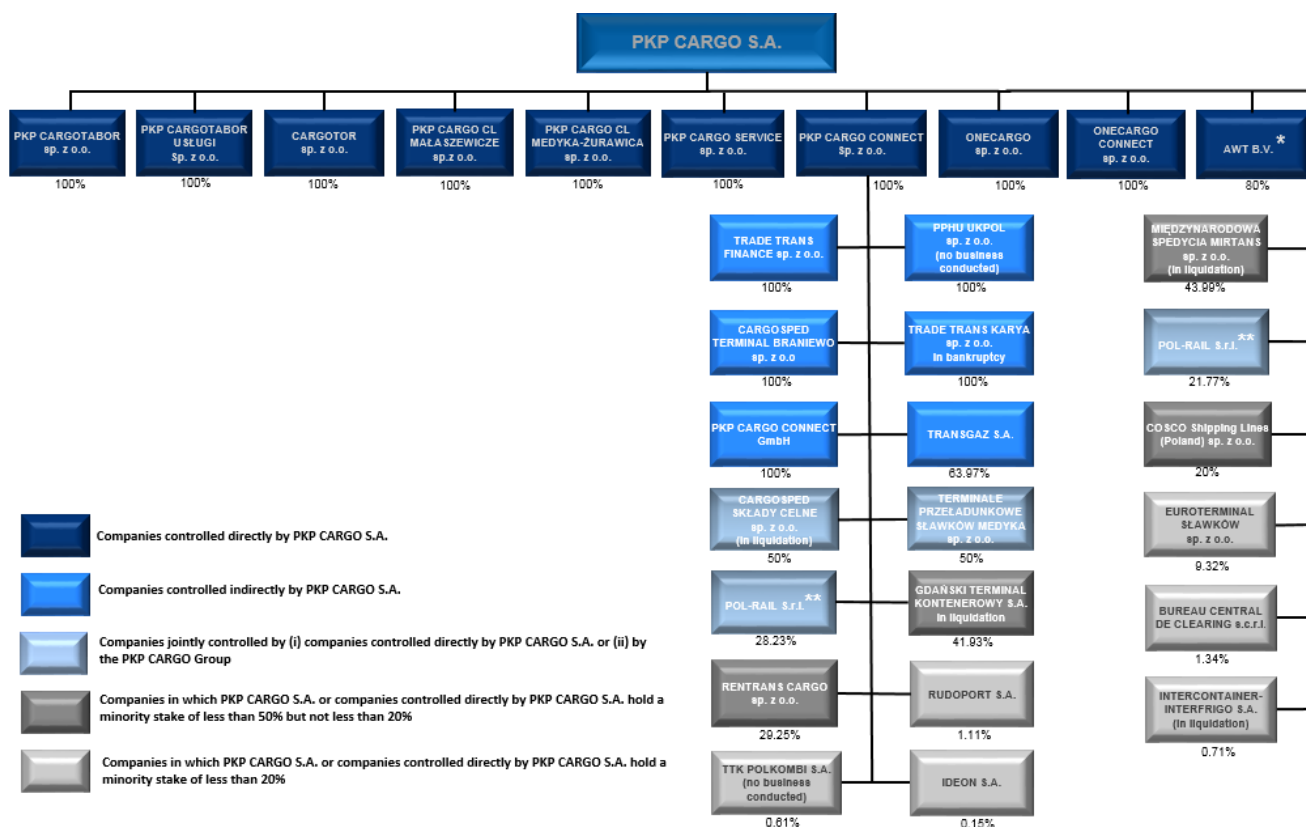 PKP CARGO S.A.
PKP CARGOTABOR
sp. z o.o.
100%
PKP CARGOTABOR
USŁUGI
Sp. z o.o.
100%
CARGOTOR
sp. z o.o.
100%
PKP CARGO CL
MAŁASZEWICZE
sp. z o.o.
100%
PKP CARGO CL
MEDYKA-ŻURAWICA
sp. z o.o.
100%
PKP CARGO SERVICE
sp. z o.o.
100%
PKP CARGO CONNECT
Sp. z o.o.
100%
ONECARGO
sp. z o.o.
100%
ONECARGO
CONNECT
sp. z o.o.
100%
AWT B.V. *
80%
TRADE TRANS
FINANCE sp. z o.o.
100%
PPHU UKPOL
sp. z o.o.
(no business
conducted)
100%
MIĘDZYNARODOWA
SPEDYCJA MIRTANS
sp. z o.o.
(in liquidation)
43.99%
CARGOSPED
TERMINAL BRANIEWO
sp. z o.o
100%
TRADE TRANS KARYA
sp. z o.o.
in bankruptcy
100%
POL-RAIL S.r.l. **
21.77%
PKP CARGO CONNECT
GmbH
100%
TRANSGAZ S.A.
63.97%
COSCO Shipping Lines
(Poland) sp. z o.o.
20%
CARGOSPED
SKŁADY CELNE
sp. z o.o.
(in liquidation)
50%
TERMINALE
PRZEŁADUNKOWE
SŁAWKÓW MEDYKA
sp. z o.o.
50%
EUROTERMINAL
SŁAWKÓW
sp. z o.o.
9.32%
POL-RAIL S.r.l. **
28.23%
GDAŃSKI TERMINAL
KONTENEROWY S.A.
in liquidation
41.93%
BUREAU CENTRAL
DE CLEARING s.c.r.l.
1.34%
RENTRANS CARGO
sp. z o.o.
29.25%
RUDOPORT S.A.
1.11%
INTERCONTAINER-
INTERFRIGO S.A.
(in liquidation)
0.71%
TTK POLKOMBI S.A.
(no business
conducted)
0.61%
IDEON S.A.
0.15%
Companies controlled directly by PKP CARGO S.A.
Companies controlled indirectly by PKP CARGO S.A.
Companies jointly controlled by (i) companies controlled directly by PKP CARGO S.A. or (ii) by
the PKP CARGO Group
Companies in which PKP CARGO S.A. or companies controlled directly by PKP CARGO S.A. hold a
minority stake of less than 50% but not less than 20%
Companies in which PKP CARGO S.A. or companies controlled directly by PKP CARGO S.A. hold a
minority stake of less than 20%